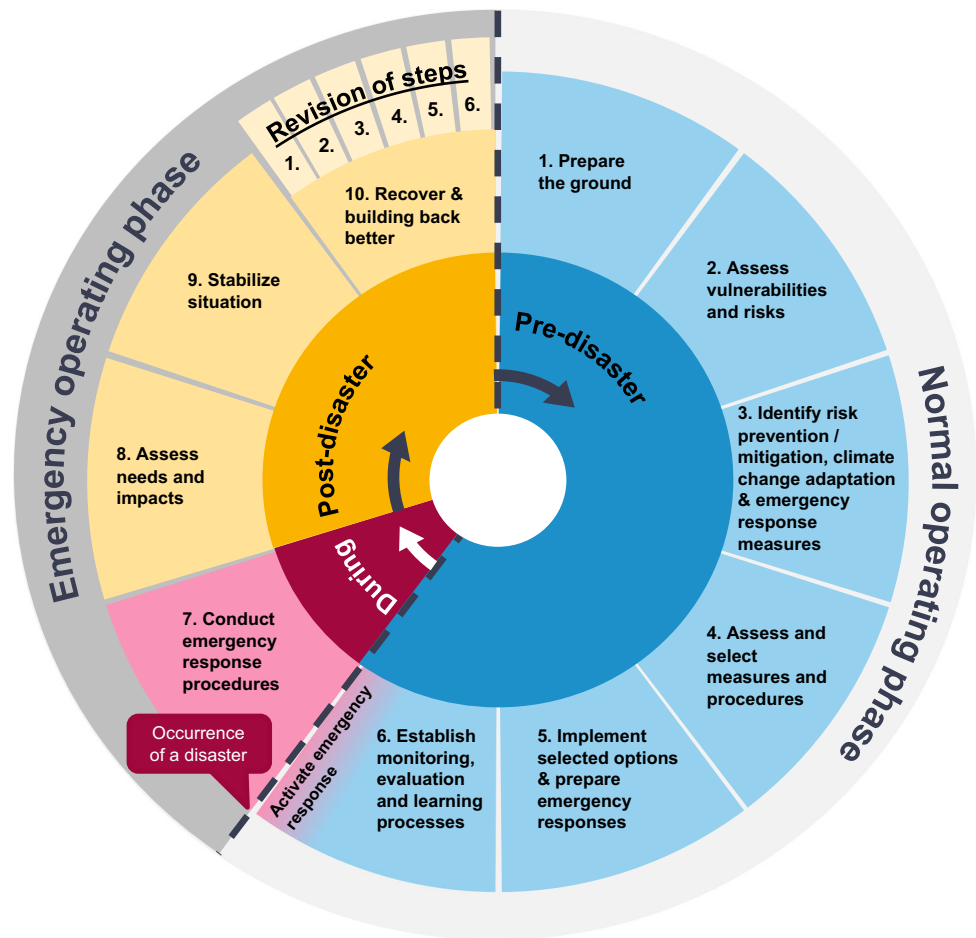 Normal operating phase
Pre-disaster
1. Prepare
the ground
2. Assess
vulnerabilities
and risks
3. Identify risk
prevention /
mitigation, climate
change adaptation
& emergency
response
measures
4. Assess and
select
measures and
procedures
5. Implement
selected options
& prepare
emergency
responses
6. Establish
monitoring,
evaluation
and learning
processes
Activate emergency
response
Occurrence
of a disaster
Emergency operating phase
During
7. Conduct
emergency
response
procedures
Post-disaster
8. Assess
needs and
impacts
9. Stabilize
situation
10. Recover &
building back
better
Revision of steps
1.
2.
3.
4.
5.
6.